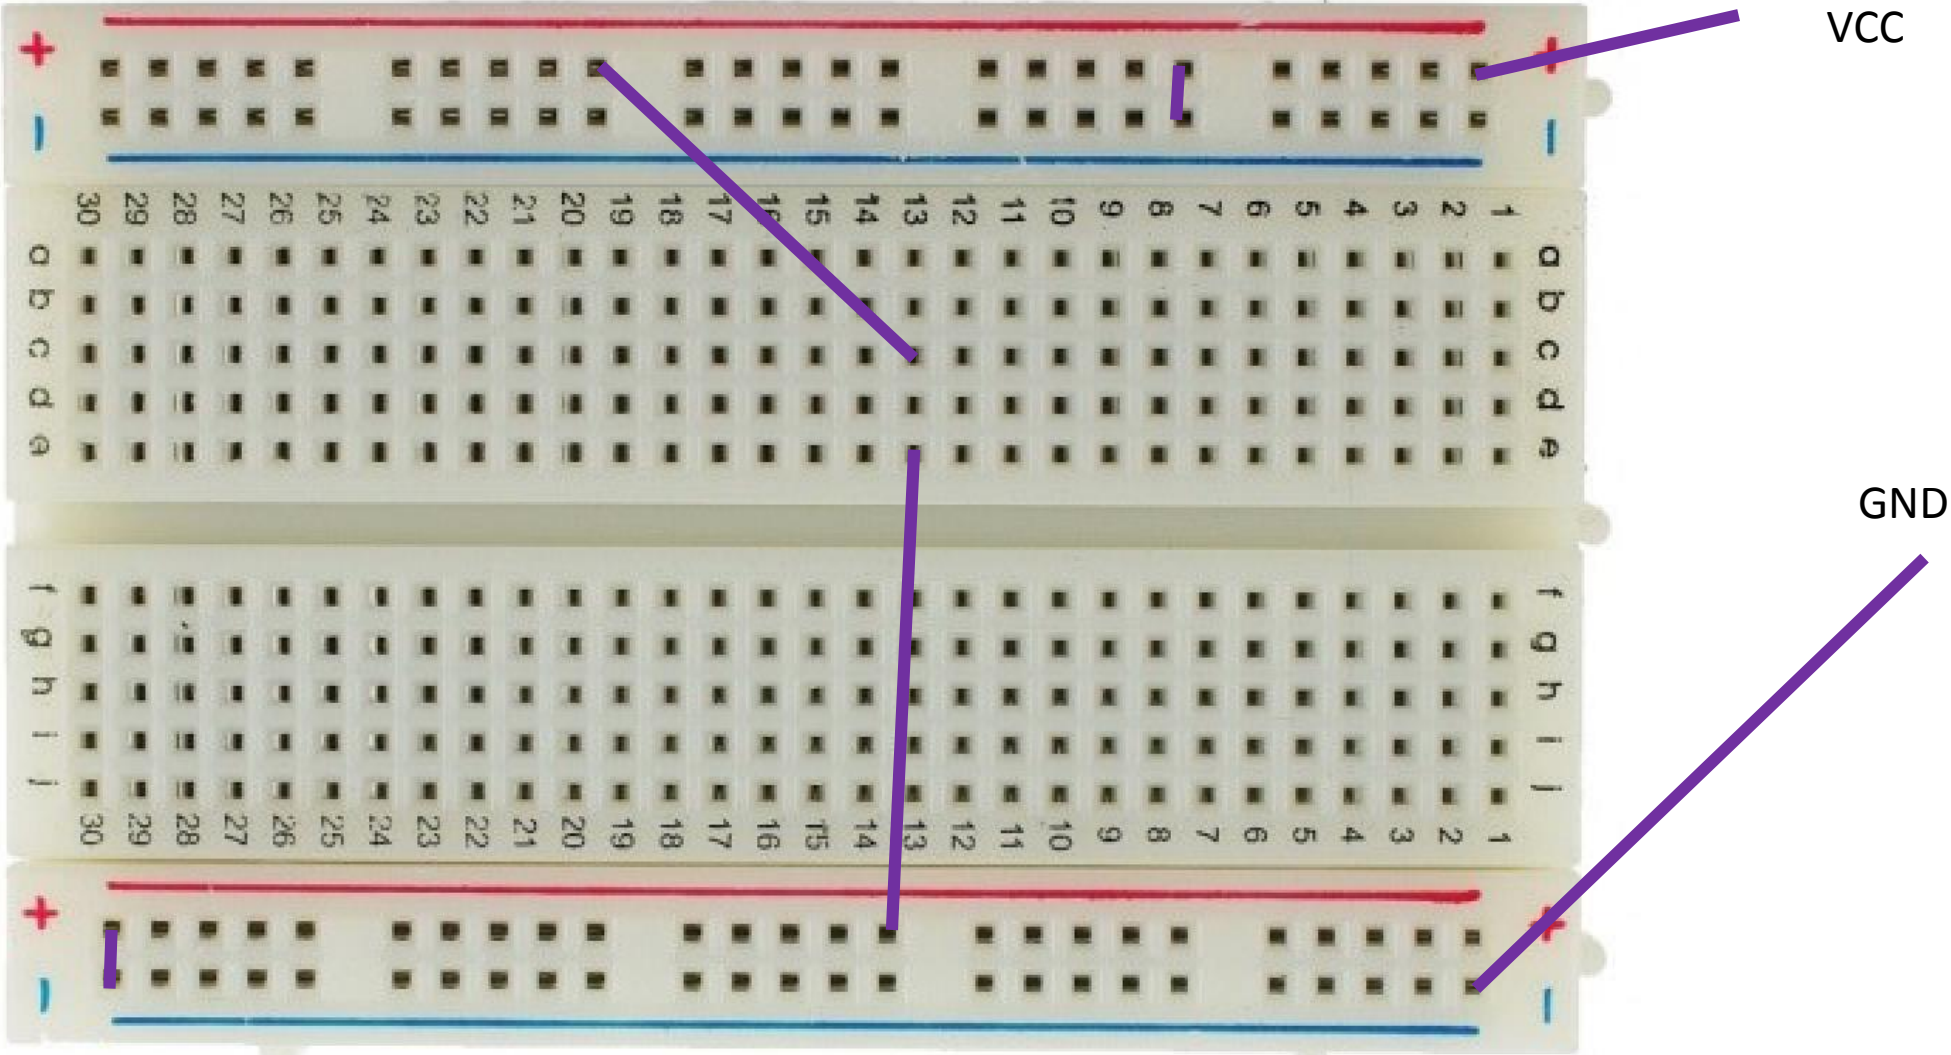 VCC
+ +
- -
30 29 28 27 26 25 24 23 22 21 20 19 18 17 16 15 14 13 12 11 10 9 8 7 6 5 4 3 2 1
a a
b b
c c
d d
e e
GND
f f
g g
h h
i i
j j
30 29 28 27 26 25 24 23 22 21 20 19 18 17 16 15 14 13 12 11 10 9 8 7 6 5 4 3 2 1
+ +
- -